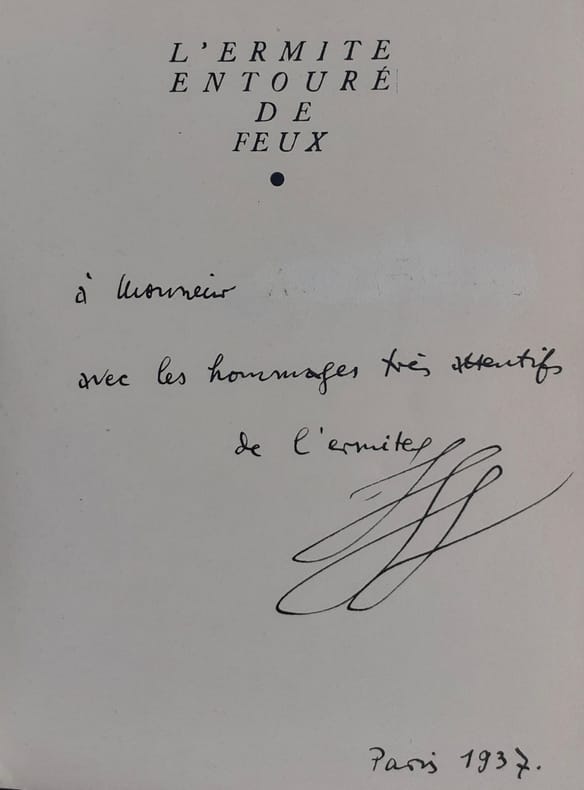 L'ERMITE
ENTOURÉ
DE
FEUX
à Monsieur
avec les hommages très attentifs
de l'ermite
Paris 1937.